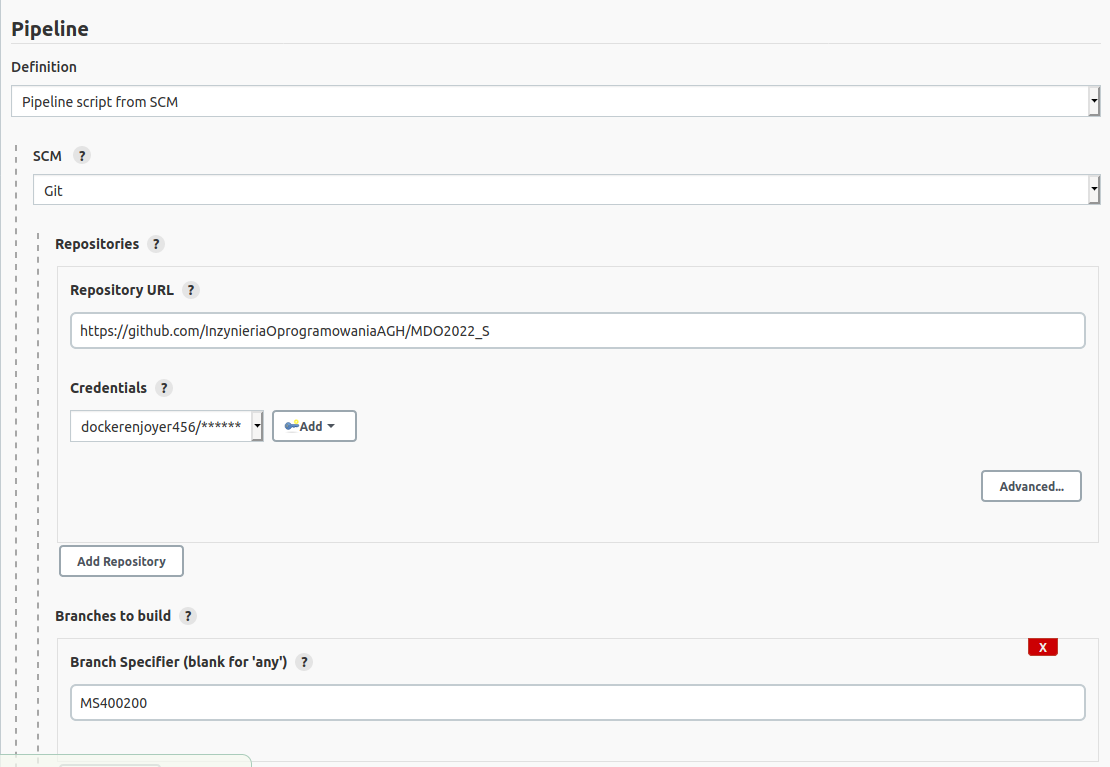 Pipeline
Definition
Pipeline script from SCM
SCM ?
Git
Repositories ?
Repository URL ?
https://github.com/InzynieriaOprogramowaniaAGH/MDO2022_S
Credentials ?
dockerenjoyer456/****** Add
Advanced...
Add Repository
Branches to build ?
X
Branch Specifier (blank for 'any') ?
MS400200